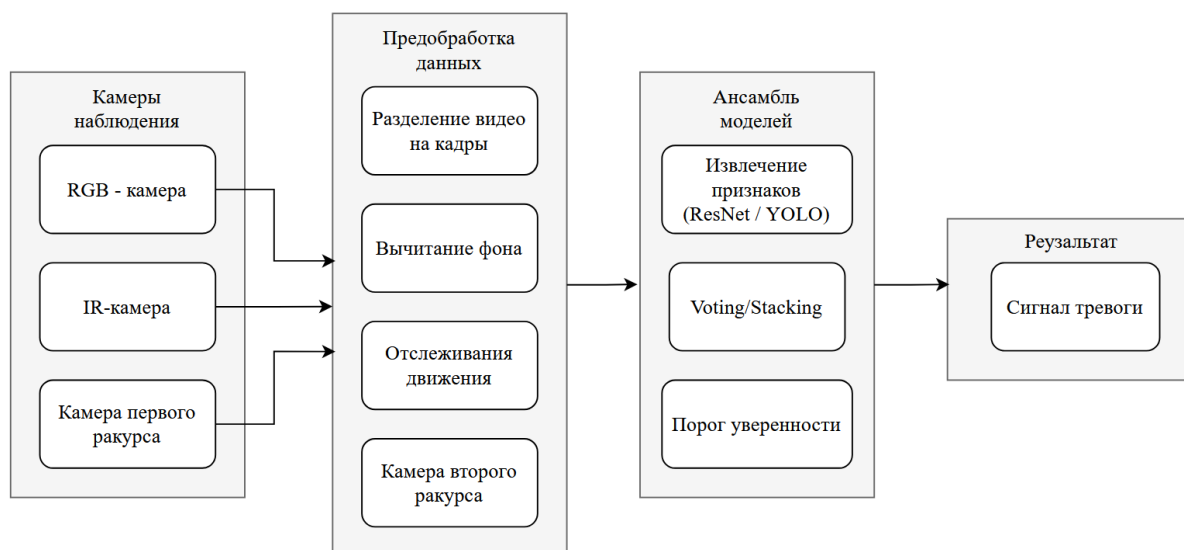 Камеры
наблюдения
RGB - камера
IR-камера
Камера первого
ракурса
Предобработка
данных
Разделение видео
на кадры
Вычитание фона
Отслеживания
движения
Камера второго
ракурса
Ансамбль
моделей
Извлечение
признаков
(ResNet / YOLO)
Voting/Stacking
Порог уверенности
Реузальтат
Сигнал тревоги